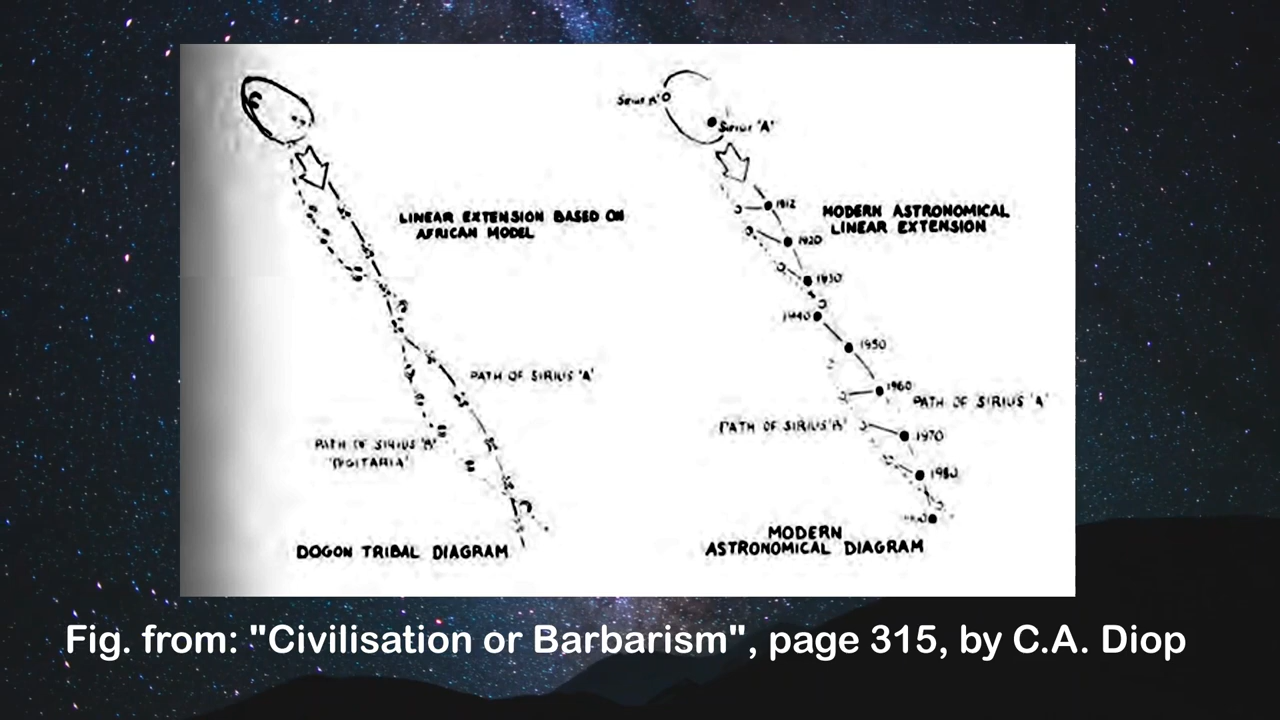 Sirius 'A'
LINEAR EXTENSION BASED ON
AFRICAN MODEL
MODERN ASTRONOMICAL
LINEAR EXTENSION
1912
1920
1930
1940
1950
1960
1970
1980
PATH OF SIRIUS 'A'
PATH OF SIRIUS 'A'
PATH OF SIRIUS 'B'
PATH OF SIRIUS 'B'
DOGON TRIBAL DIAGRAM
MODERN
ASTRONOMICAL DIAGRAM
Fig. from: "Civilisation or Barbarism", page 315, by C.A. Diop